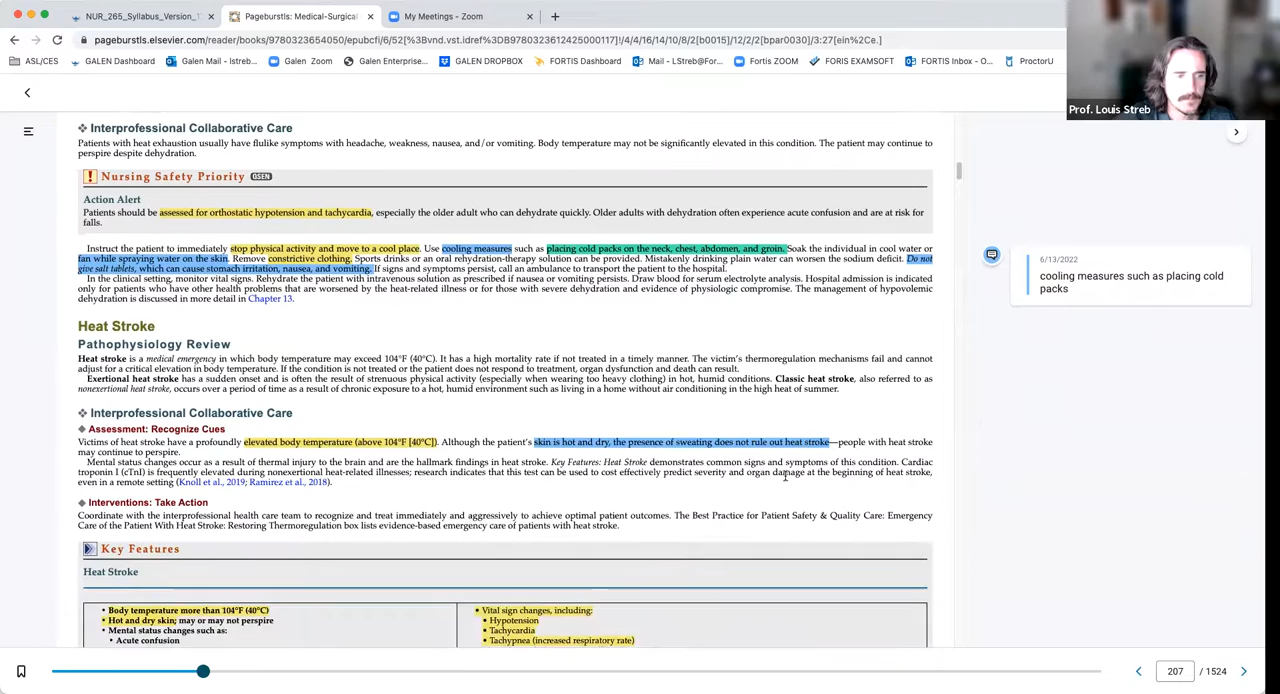 NUR_265_Syllabus_Version_
Pageburstls: Medical-Surgical
My Meetings - Zoom
pageburstls.elsevier.com/reader/books/9780323654050/epubcfi/6/52[%3Bvnd.vst.idref%3DB9780323612425000117]!/4/4/16/14/10/8/2[b0015]/12/2/2[bpar0030]/3:27[ein%2Ce.]
ASL/CES
GALEN Dashboard
Galen Mail - lstreb...
Galen Zoom
Galen Enterprise...
GALEN DROPBOX
FORTIS Dashboard
Mail - LStreb@For...
Fortis ZOOM
FORIS EXAMSOFT
FORTIS Inbox - O...
ProctorU
Prof. Louis Streb
❖ Interprofessional Collaborative Care
Patients with heat exhaustion usually have flulike symptoms with headache, weakness, nausea, and/or vomiting. Body temperature may not be significantly elevated in this condition. The patient may continue to
perspire despite dehydration.
! Nursing Safety Priority QSEN
Action Alert
Patients should be assessed for orthostatic hypotension and tachycardia, especially the older adult who can dehydrate quickly. Older adults with dehydration often experience acute confusion and are at risk for
falls.
Instruct the patient to immediately stop physical activity and move to a cool place. Use cooling measures such as placing cold packs on the neck, chest, abdomen, and groin. Soak the individual in cool water or
fan while spraying water on the skin. Remove constrictive clothing. Sports drinks or an oral rehydration-therapy solution can be provided. Mistakenly drinking plain water can worsen the sodium deficit. Do not
give salt tablets, which can cause stomach irritation, nausea, and vomiting. If signs and symptoms persist, call an ambulance to transport the patient to the hospital.
In the clinical setting, monitor vital signs. Rehydrate the patient with intravenous solution as prescribed if nausea or vomiting persists. Draw blood for serum electrolyte analysis. Hospital admission is indicated
only for patients who have other health problems that are worsened by the heat-related illness or for those with severe dehydration and evidence of physiologic compromise. The management of hypovolemic
dehydration is discussed in more detail in Chapter 13.
6/13/2022
cooling measures such as placing cold
packs
Heat Stroke
Pathophysiology Review
Heat stroke is a medical emergency in which body temperature may exceed 104°F (40°C). It has a high mortality rate if not treated in a timely manner. The victim's thermoregulation mechanisms fail and cannot
adjust for a critical elevation in body temperature. If the condition is not treated or the patient does not respond to treatment, organ dysfunction and death can result.
Exertional heat stroke has a sudden onset and is often the result of strenuous physical activity (especially when wearing too heavy clothing) in hot, humid conditions. Classic heat stroke, also referred to as
nonexertional heat stroke, occurs over a period of time as a result of chronic exposure to a hot, humid environment such as living in a home without air conditioning in the high heat of summer.
❖ Interprofessional Collaborative Care
◆ Assessment: Recognize Cues
Victims of heat stroke have a profoundly elevated body temperature (above 104°F [40°C]). Although the patient's skin is hot and dry, the presence of sweating does not rule out heat stroke—people with heat stroke
may continue to perspire.
Mental status changes occur as a result of thermal injury to the brain and are the hallmark findings in heat stroke. Key Features: Heat Stroke demonstrates common signs and symptoms of this condition. Cardiac
troponin I (cTnI) is frequently elevated during nonexertional heat-related illnesses; research indicates that this test can be used to cost effectively predict severity and organ damage at the beginning of heat stroke,
even in a remote setting (Knoll et al., 2019; Ramirez et al., 2018).
◆ Interventions: Take Action
Coordinate with the interprofessional health care team to recognize and treat immediately and aggressively to achieve optimal patient outcomes. The Best Practice for Patient Safety & Quality Care: Emergency
Care of the Patient With Heat Stroke: Restoring Thermoregulation box lists evidence-based emergency care of patients with heat stroke.
Key Features
Heat Stroke
• Body temperature more than 104°F (40°C)
• Hot and dry skin; may or may not perspire
• Mental status changes such as:
• Acute confusion
• Vital sign changes, including:
• Hypotension
• Tachycardia
• Tachypnea (increased respiratory rate)
207 / 1524